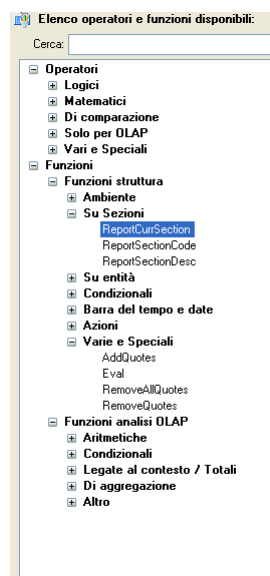 Elenco operatori e funzioni disponibili:
Cerca:
Operatori
Logici
Matematici
Di comparazione
Solo per OLAP
Vari e Speciali
Funzioni
Funzioni struttura
Ambiente
Su Sezioni
ReportCurrSection
ReportSectionCode
ReportSectionDesc
Su entità
Condizionali
Barra del tempo e date
Azioni
Varie e Speciali
AddQuotes
Eval
RemoveAllQuotes
RemoveQuotes
Funzioni analisi OLAP
Aritmetiche
Condizionali
Legate al contesto / Totali
Di aggregazione
Altro